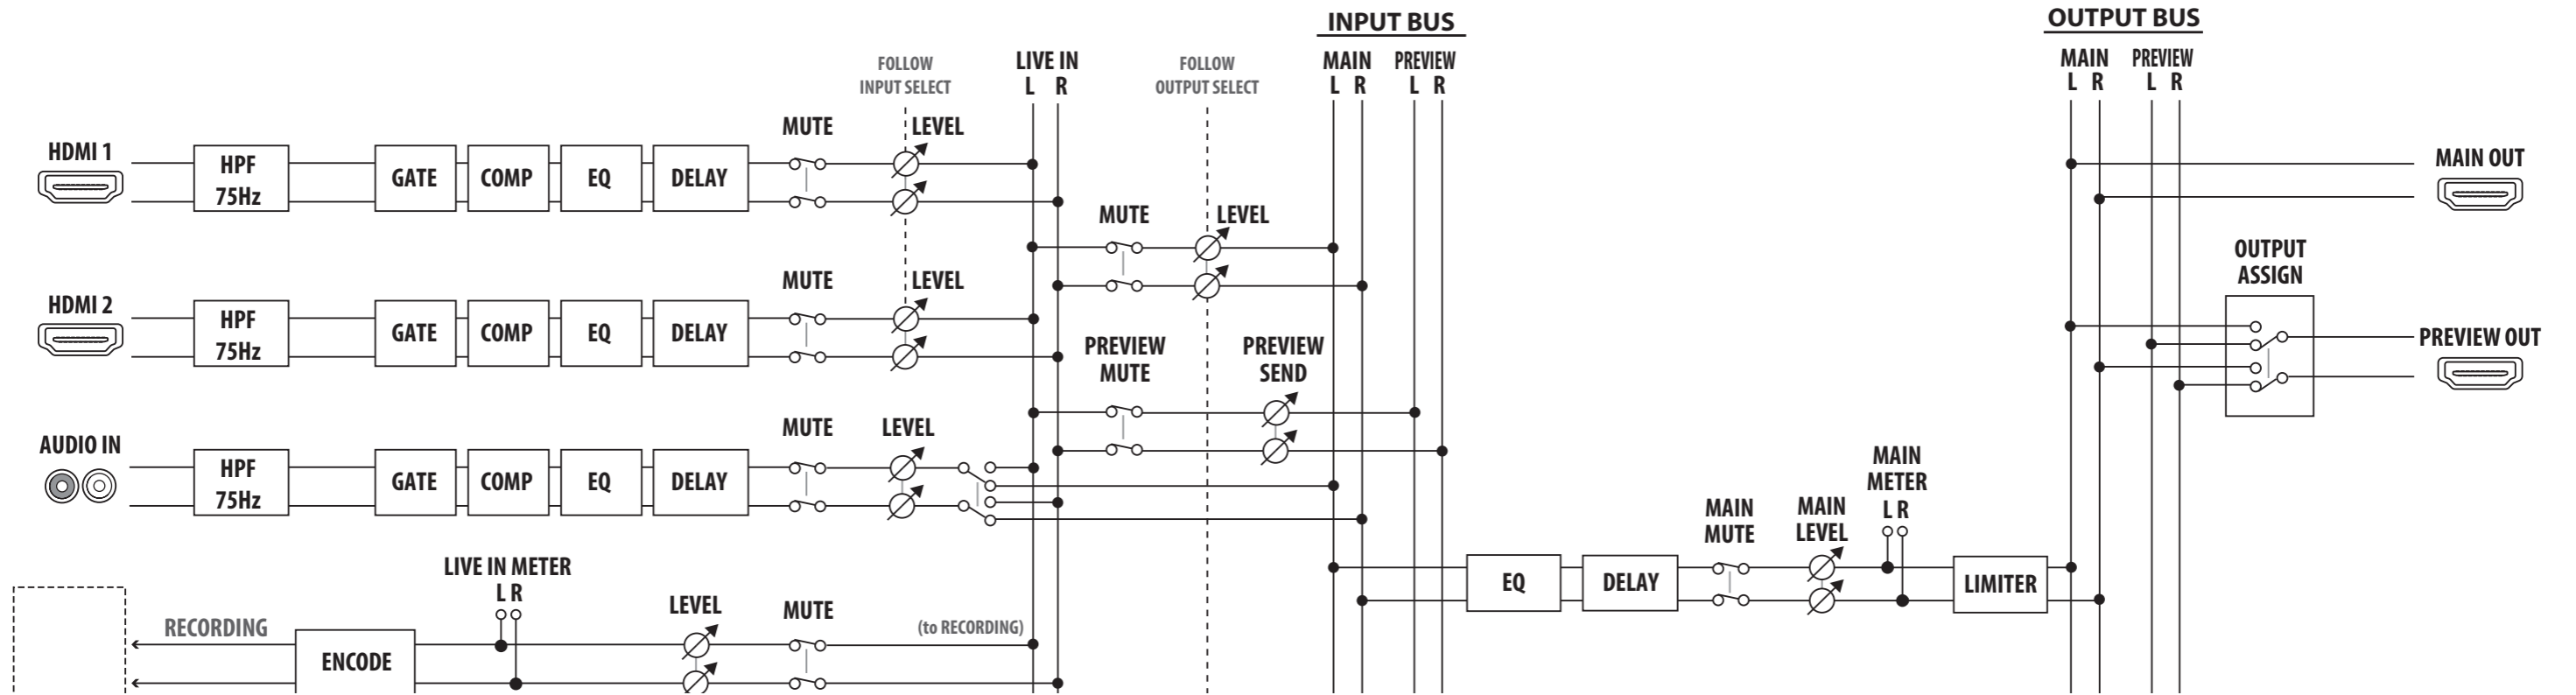 INPUT BUS
OUTPUT BUS
FOLLOW
INPUT SELECT
LIVE IN
L R
FOLLOW
OUTPUT SELECT
MAIN PREVIEW
L R L R
MAIN PREVIEW
L R L R
HDMI 1
HPF
75Hz
GATE
COMP
EQ
DELAY
MUTE
LEVEL
MAIN OUT
MUTE
LEVEL
OUTPUT
ASSIGN
HDMI 2
HPF
75Hz
GATE
COMP
EQ
DELAY
MUTE
LEVEL
PREVIEW
MUTE
PREVIEW
SEND
PREVIEW OUT
AUDIO IN
HPF
75Hz
GATE
COMP
EQ
DELAY
MUTE
LEVEL
MAIN
METER
L R
MAIN
MUTE
MAIN
LEVEL
EQ
DELAY
LIMITER
LIVE IN METER
L R
LEVEL
MUTE
RECORDING
(to RECORDING)
ENCODE